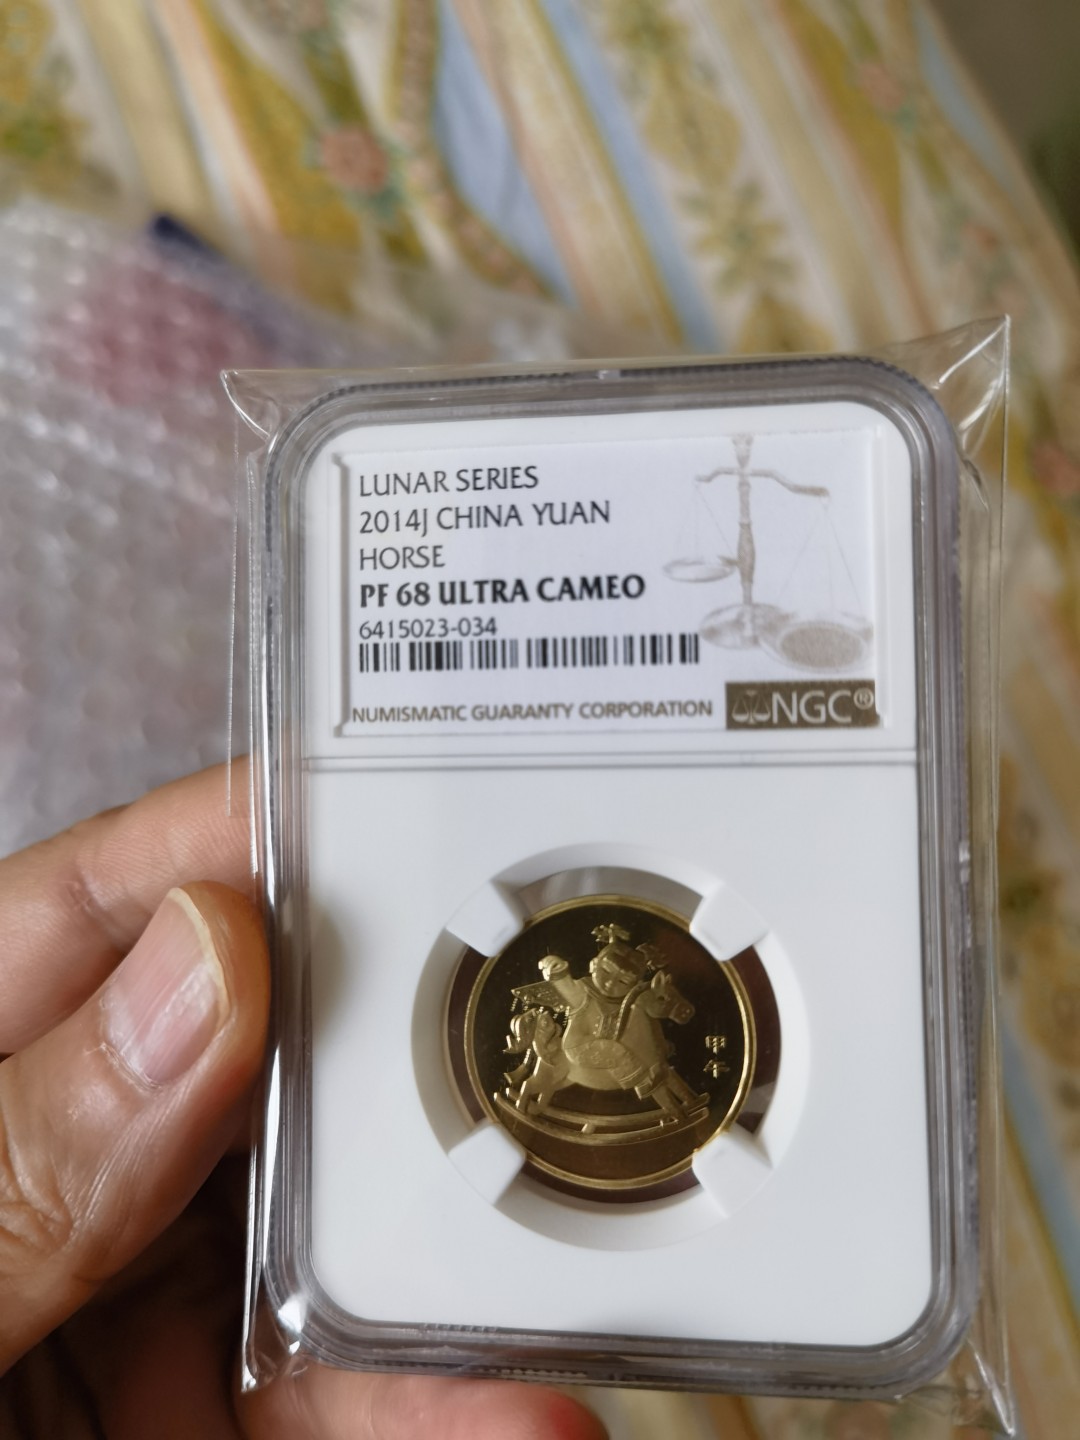 LUNAR SERIES
2014J CHINA YUAN
HORSE
PF 68 ULTRA CAMEO
6415023-034
NUMISMATIC GUARANTY CORPORATION NGC®
甲
午